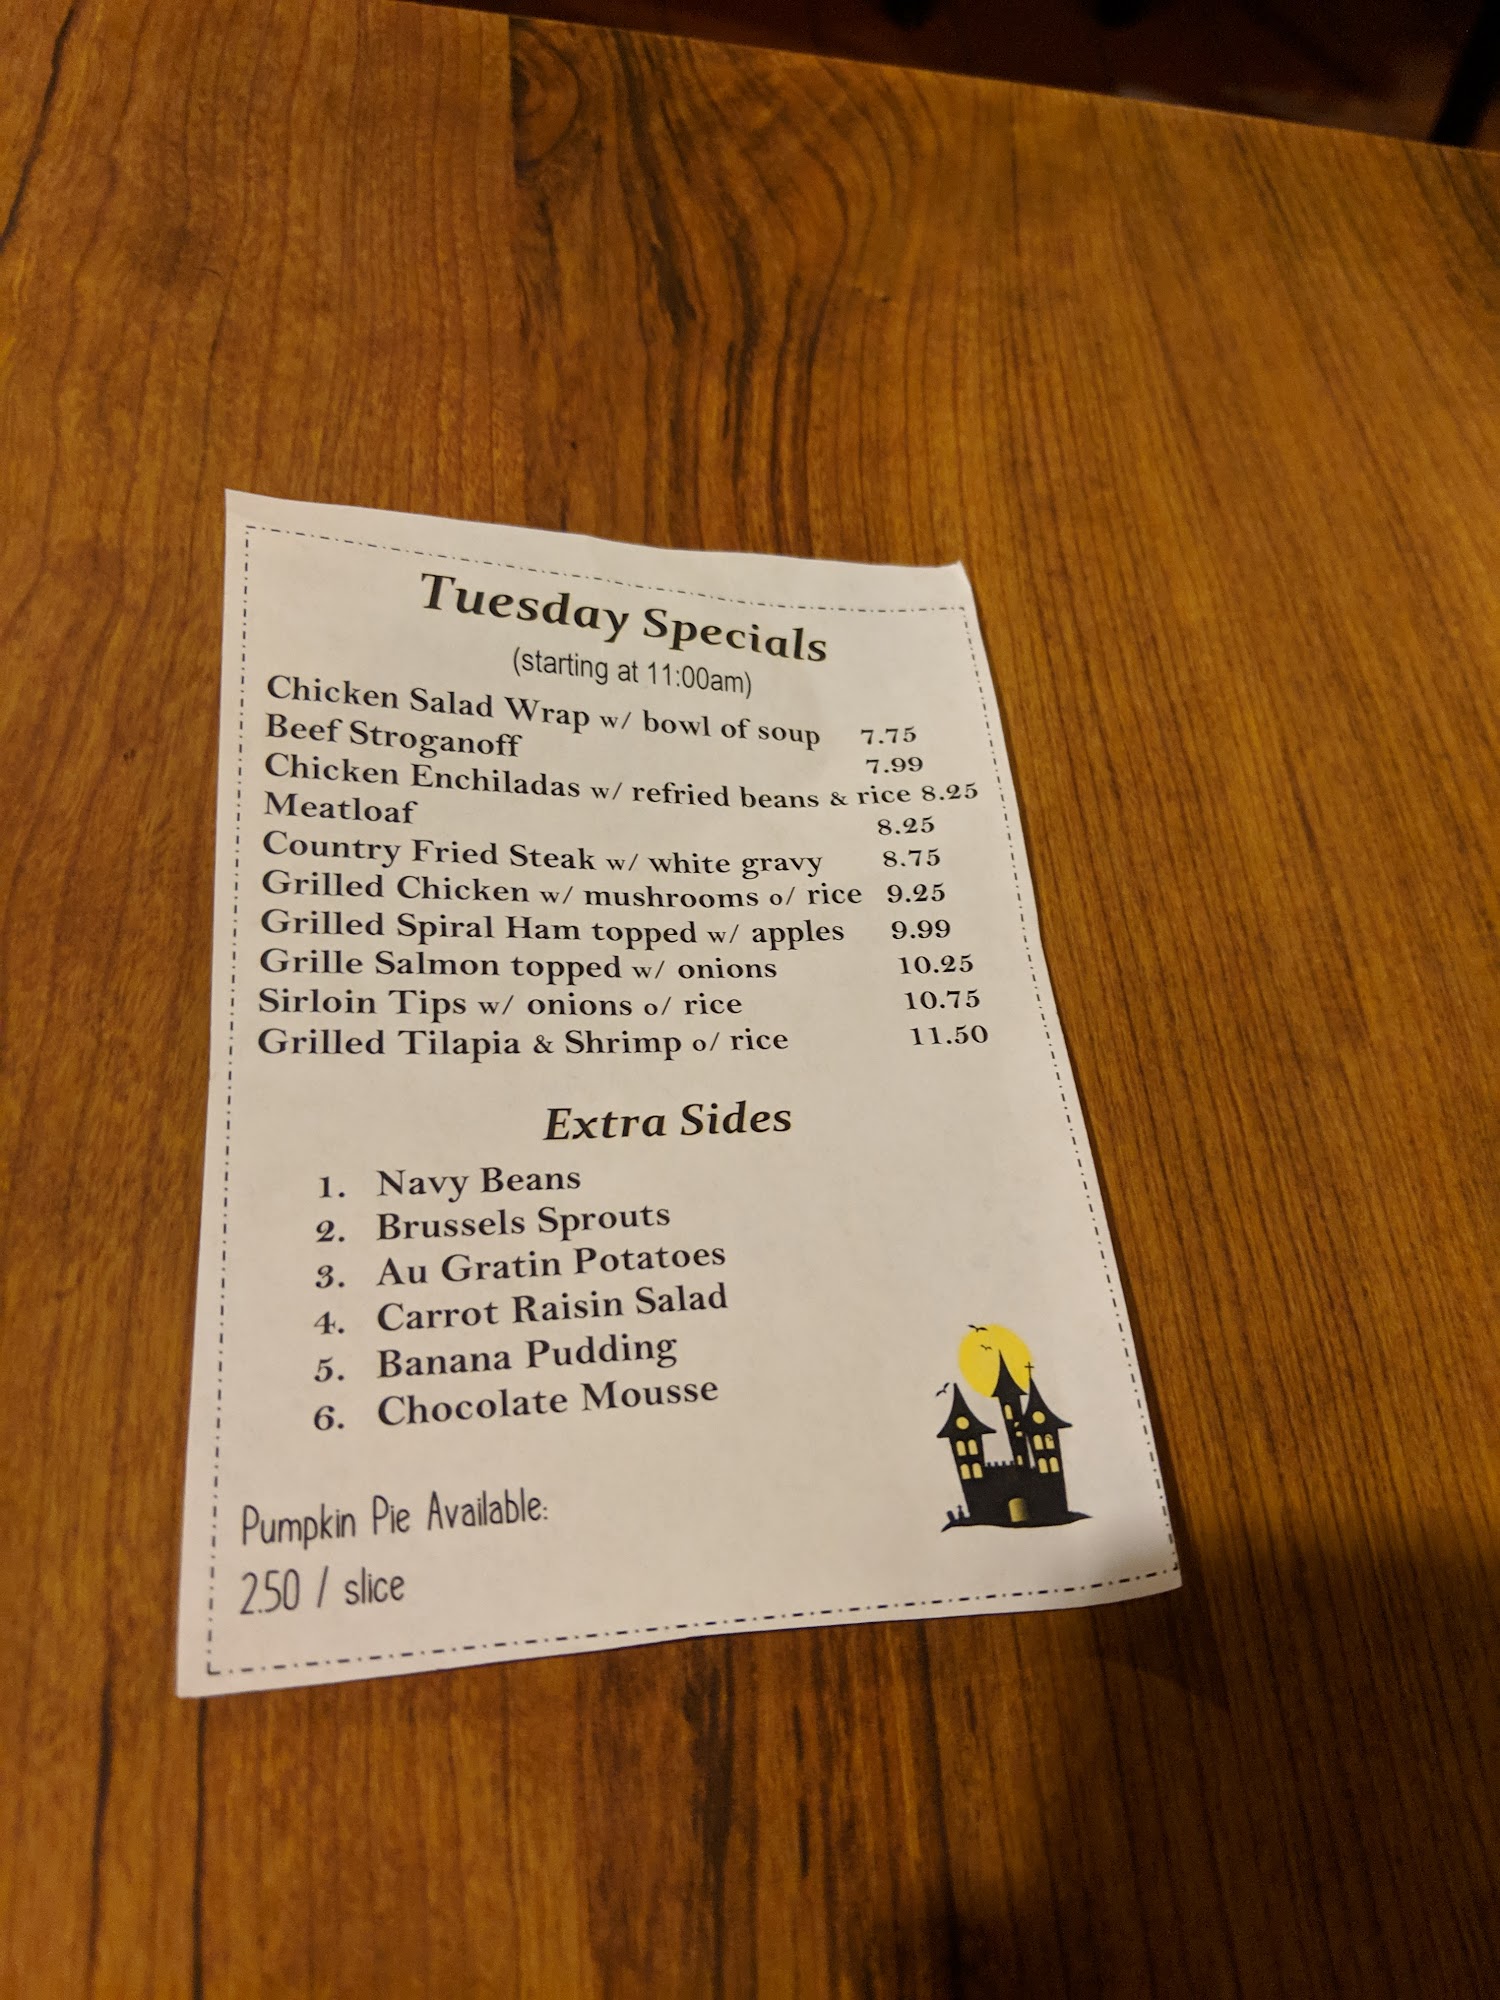 Tuesday Specials
(starting at 11:00am)
Chicken Salad Wrap w/ bowl of soup 7.75
Beef Stroganoff 7.99
Chicken Enchiladas w/ refried beans & rice 8.25
Meatloaf 8.25
Country Fried Steak w/ white gravy 8.75
Grilled Chicken w/ mushrooms o/ rice 9.25
Grilled Spiral Ham topped w/ apples 9.99
Grille Salmon topped w/ onions 10.25
Sirloin Tips w/ onions o/ rice 10.75
Grilled Tilapia & Shrimp o/ rice 11.50
Extra Sides
1. Navy Beans
2. Brussels Sprouts
3. Au Gratin Potatoes
4. Carrot Raisin Salad
5. Banana Pudding
6. Chocolate Mousse
Pumpkin Pie Available:
2.50 / slice